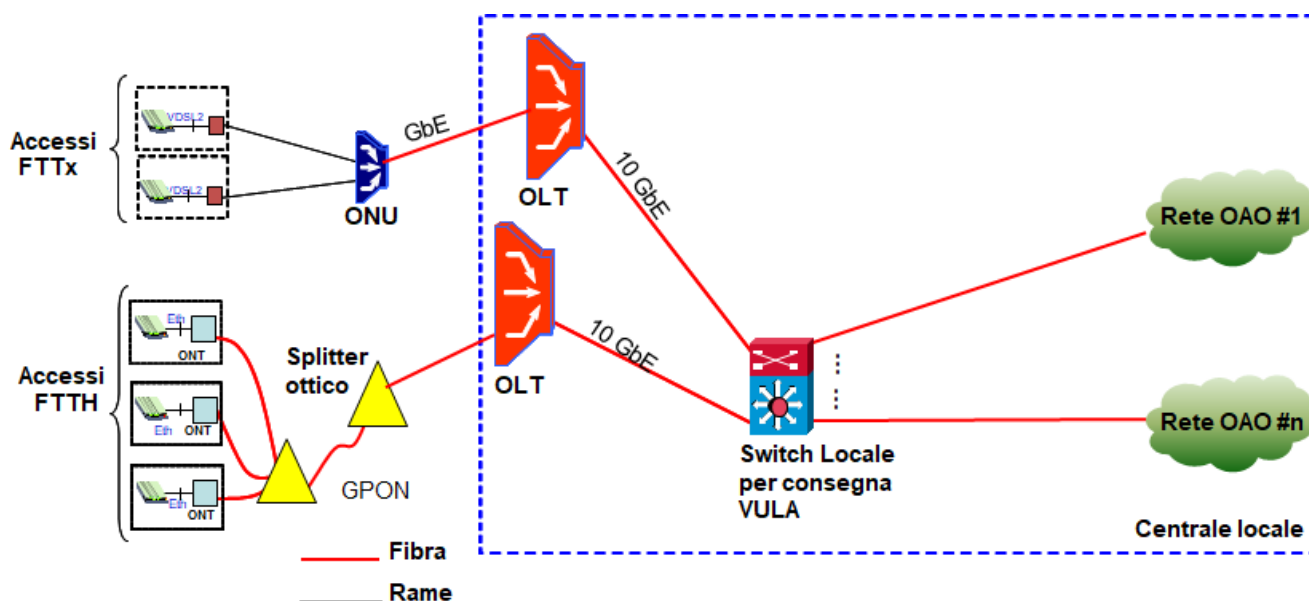 Accessi
FTTx
VDSL2
VDSL2
ONU
GbE
OLT
10 GbE
Rete OAO #1
Accessi
FTTH
Eth
ONT
Eth
ONT
Eth
ONT
Splitter
ottico
GPON
OLT
10 GbE
Switch Locale
per consegna
VULA
Rete OAO #n
Centrale locale
Fibra
Rame